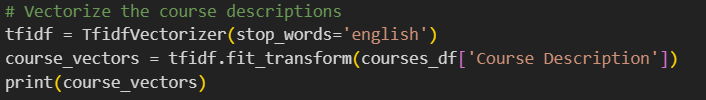 # Vectorize the course descriptions
tfidf = TfidfVectorizer(stop_words='english')
course_vectors = tfidf.fit_transform(courses_df['Course Description'])
print(course_vectors)